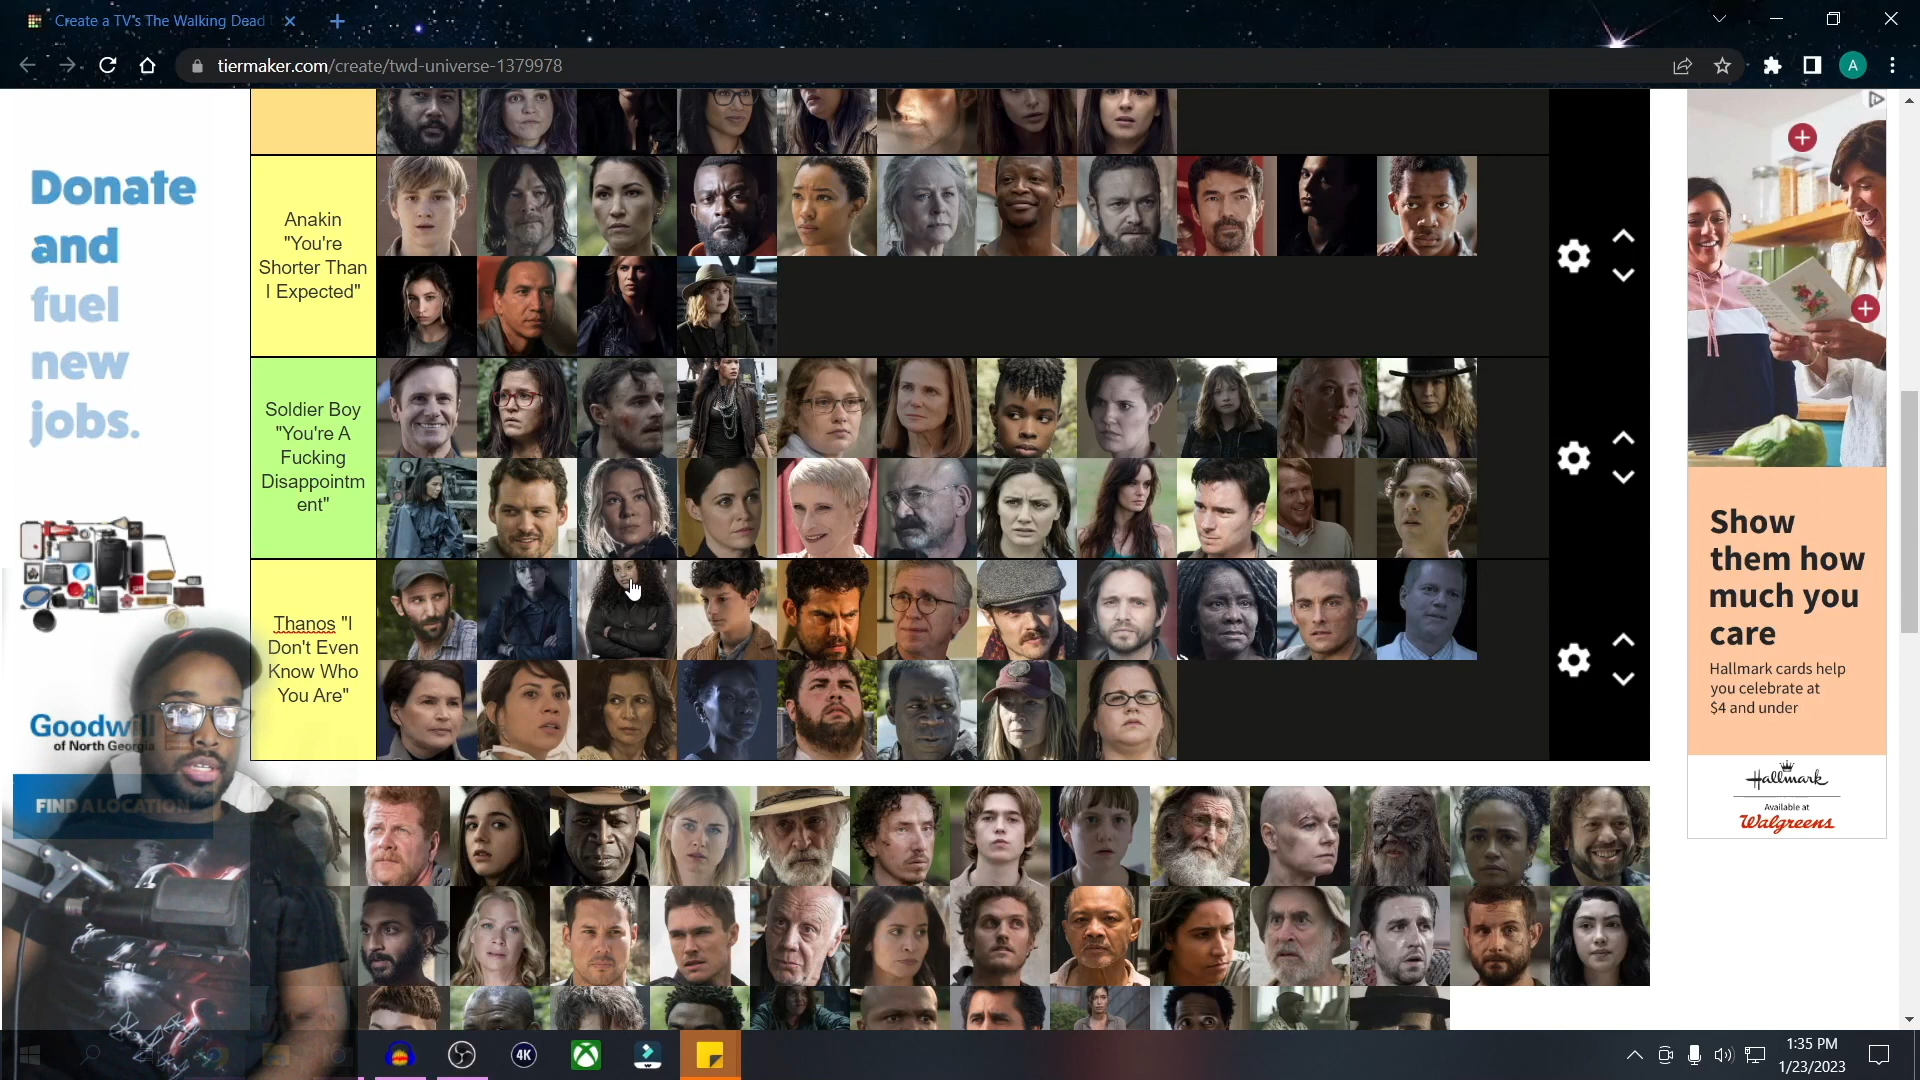 Create a TV's The Walking Dead
tiermaker.com/create/twd-universe-1379978
A
Donate
and
fuel
new
jobs.
Goodwill
of North Georgia
FIND A LOCATION
Anakin
"You're
Shorter Than
I Expected"
Soldier Boy
"You're A
Fucking
Disappointm
ent"
Thanos "I
Don't Even
Know Who
You Are"
Show
them how
much you
care
Hallmark cards help
you celebrate at
$4 and under
Hallmark
Available at
Walgreens
4K
1:35 PM
1/23/2023